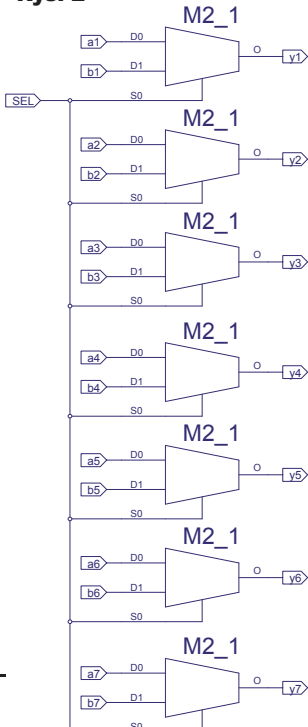 M2_1
a1 D0
O y1
b1 D1
SEL S0
M2_1
a2 D0
O y2
b2 D1
S0
M2_1
a3 D0
O y3
b3 D1
S0
M2_1
a4 D0
O y4
b4 D1
S0
M2_1
a5 D0
O y5
b5 D1
S0
M2_1
a6 D0
O y6
b6 D1
S0
M2_1
a7 D0
O y7
b7 D1
S0